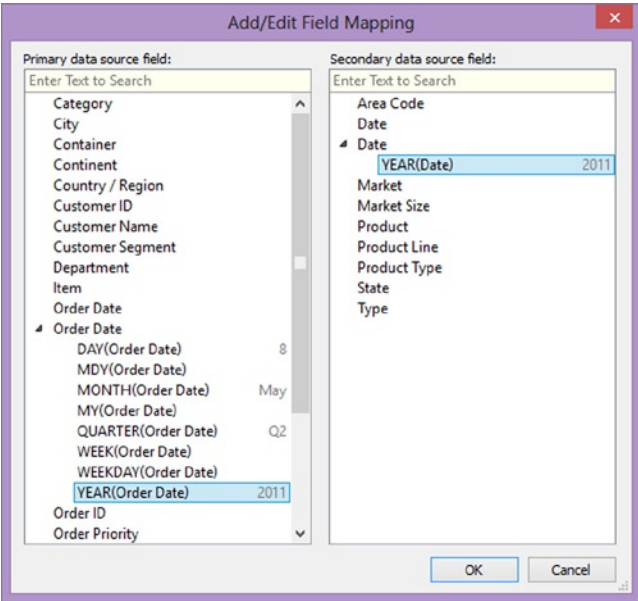 Add/Edit Field Mapping
Primary data source field:
Enter Text to Search
Category
City
Container
Continent
Country / Region
Customer ID
Customer Name
Customer Segment
Department
Item
Order Date
Order Date
DAY(Order Date) 8
MDY(Order Date)
MONTH(Order Date) May
MY(Order Date)
QUARTER(Order Date) Q2
WEEK(Order Date)
WEEKDAY(Order Date)
YEAR(Order Date) 2011
Order ID
Order Priority
Secondary data source field:
Enter Text to Search
Area Code
Date
Date
YEAR(Date) 2011
Market
Market Size
Product
Product Line
Product Type
State
Type
OK Cancel